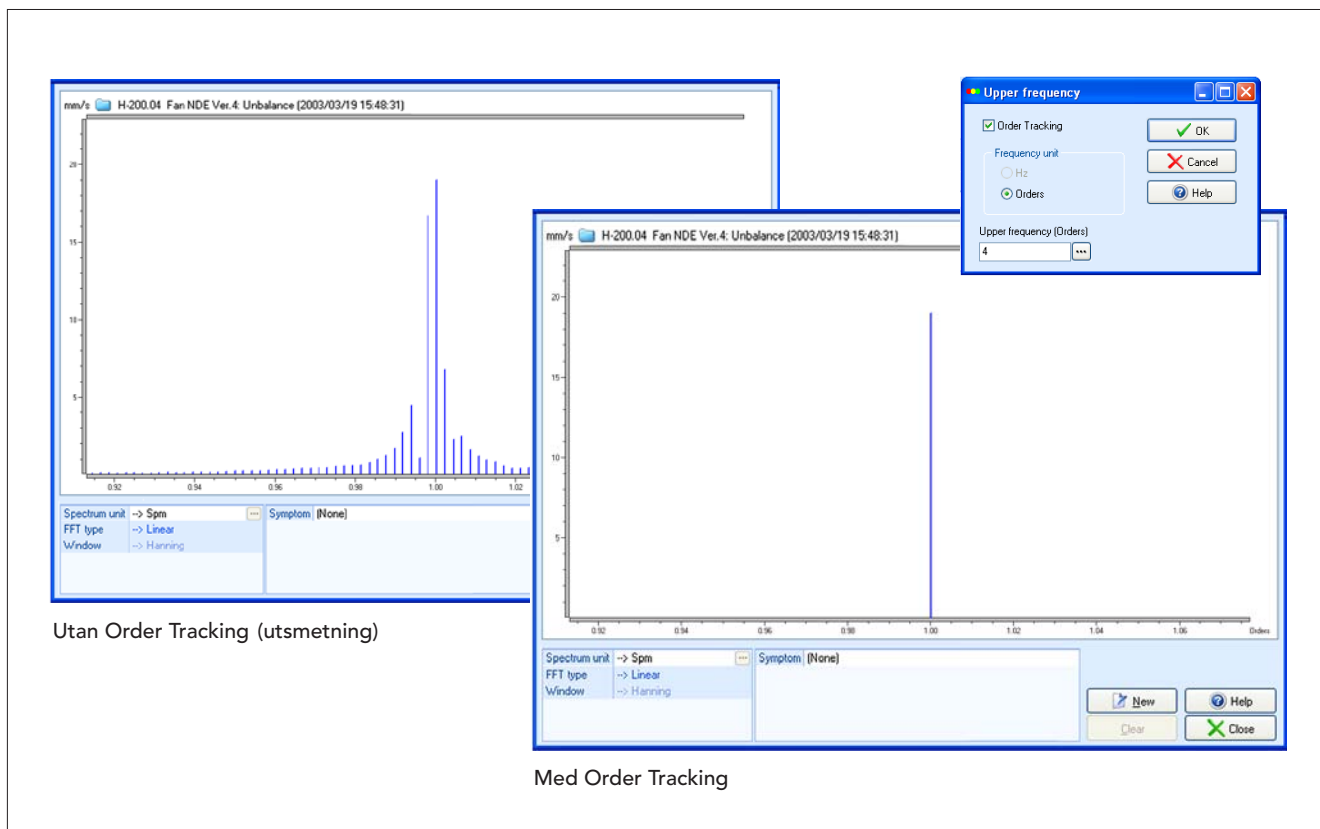 mm/s H-200.04 Fan NDE Ver.4: Unbalance (2003/03/19 15:48:31)
20
15
10
5
0.92 0.94 0.96 0.98 1.00 1.02
Spectrum unit --> Spm ... Symptom (None)
FFT type --> Linear
Window --> Hanning
Utan Order Tracking (utsmetning)
Upper frequency
Order Tracking
OK
Frequency unit
Cancel
Hz
Orders
Help
Upper frequency (Orders)
4 ...
mm/s H-200.04 Fan NDE Ver.4: Unbalance (2003/03/19 15:48:31)
20
15
10
5
0.92 0.94 0.96 0.98 1.00 1.02 1.04 1.06 Orders
Spectrum unit --> Spm ... Symptom (None)
FFT type --> Linear
Window --> Hanning
New Help
Clear Close
Med Order Tracking